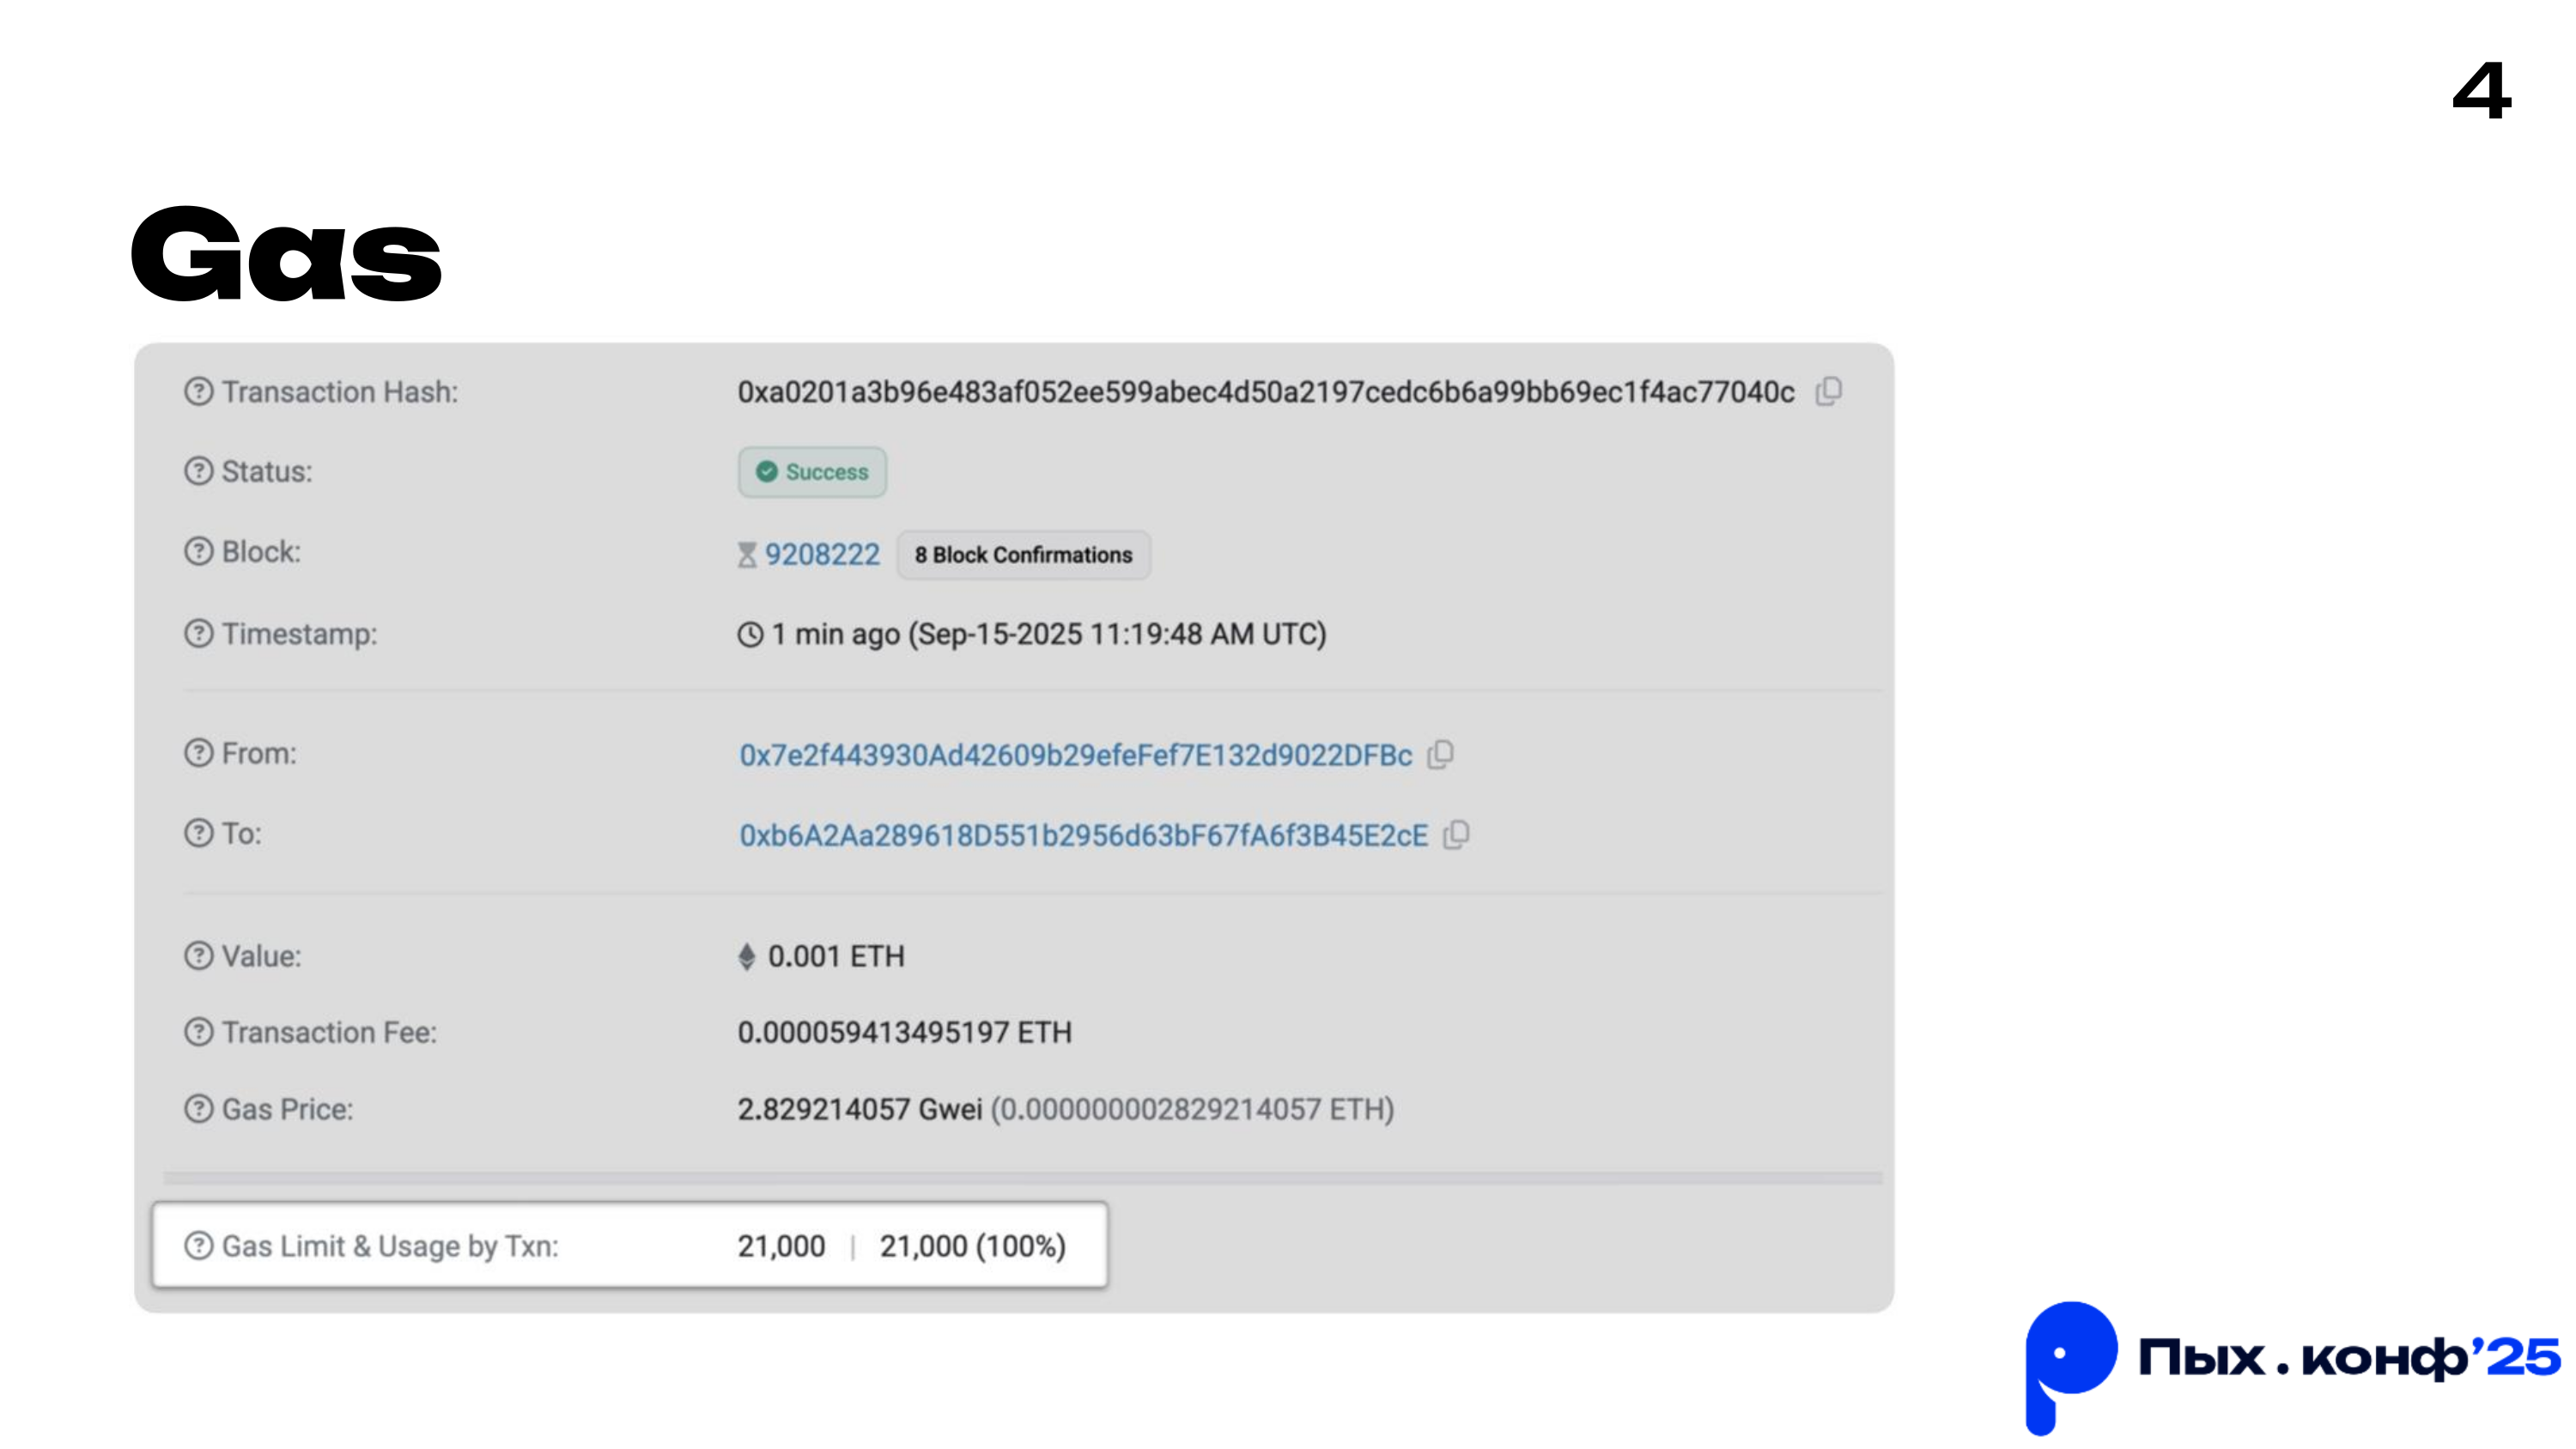 4
Gas
Transaction Hash: 0xa0201a3b96e483af052ee599abec4d50a2197cedc6b6a99bb69ec1f4ac77040c
Status: Success
Block: 9208222 8 Block Confirmations
Timestamp: 1 min ago (Sep-15-2025 11:19:48 AM UTC)
From: 0x7e2f443930Ad42609b29efeFef7E132d9022DFBc
To: 0xb6A2Aa289618D551b2956d63bF67fA6f3B45E2cE
Value: 0.001 ETH
Transaction Fee: 0.000059413495197 ETH
Gas Price: 2.829214057 Gwei (0.000000002829214057 ETH)
Gas Limit & Usage by Txn: 21,000 | 21,000 (100%)
Пых.конф’25